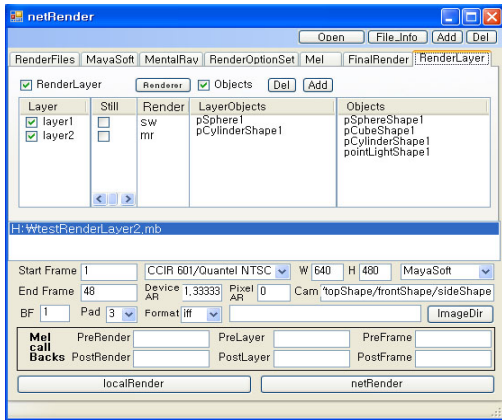 netRender
Open File_Info Add Del
RenderFiles MayaSoft MentalRay RenderOptionSet Mel FinalRender RenderLayer
RenderLayer Renderer Objects Del Add
Layer Still Render LayerObjects Objects
layer1 sw pSphere1 pSphereShape1
layer2 mr pCylinderShape1 pCubeShape1
pCylinderShape1
pointLightShape1
H:₩testRenderLayer2.mb
Start Frame 1 CCIR 601/Quantel NTSC W 640 H 480 MayaSoft
End Frame 48 Device AR 1.33333 Pixel AR 0 Cam 'topShape/frontShape/sideShape
BF 1 Pad 3 Format iff ImageDir
Mel call Backs PreRender PreLayer PreFrame
PostRender PostLayer PostFrame
localRender netRender